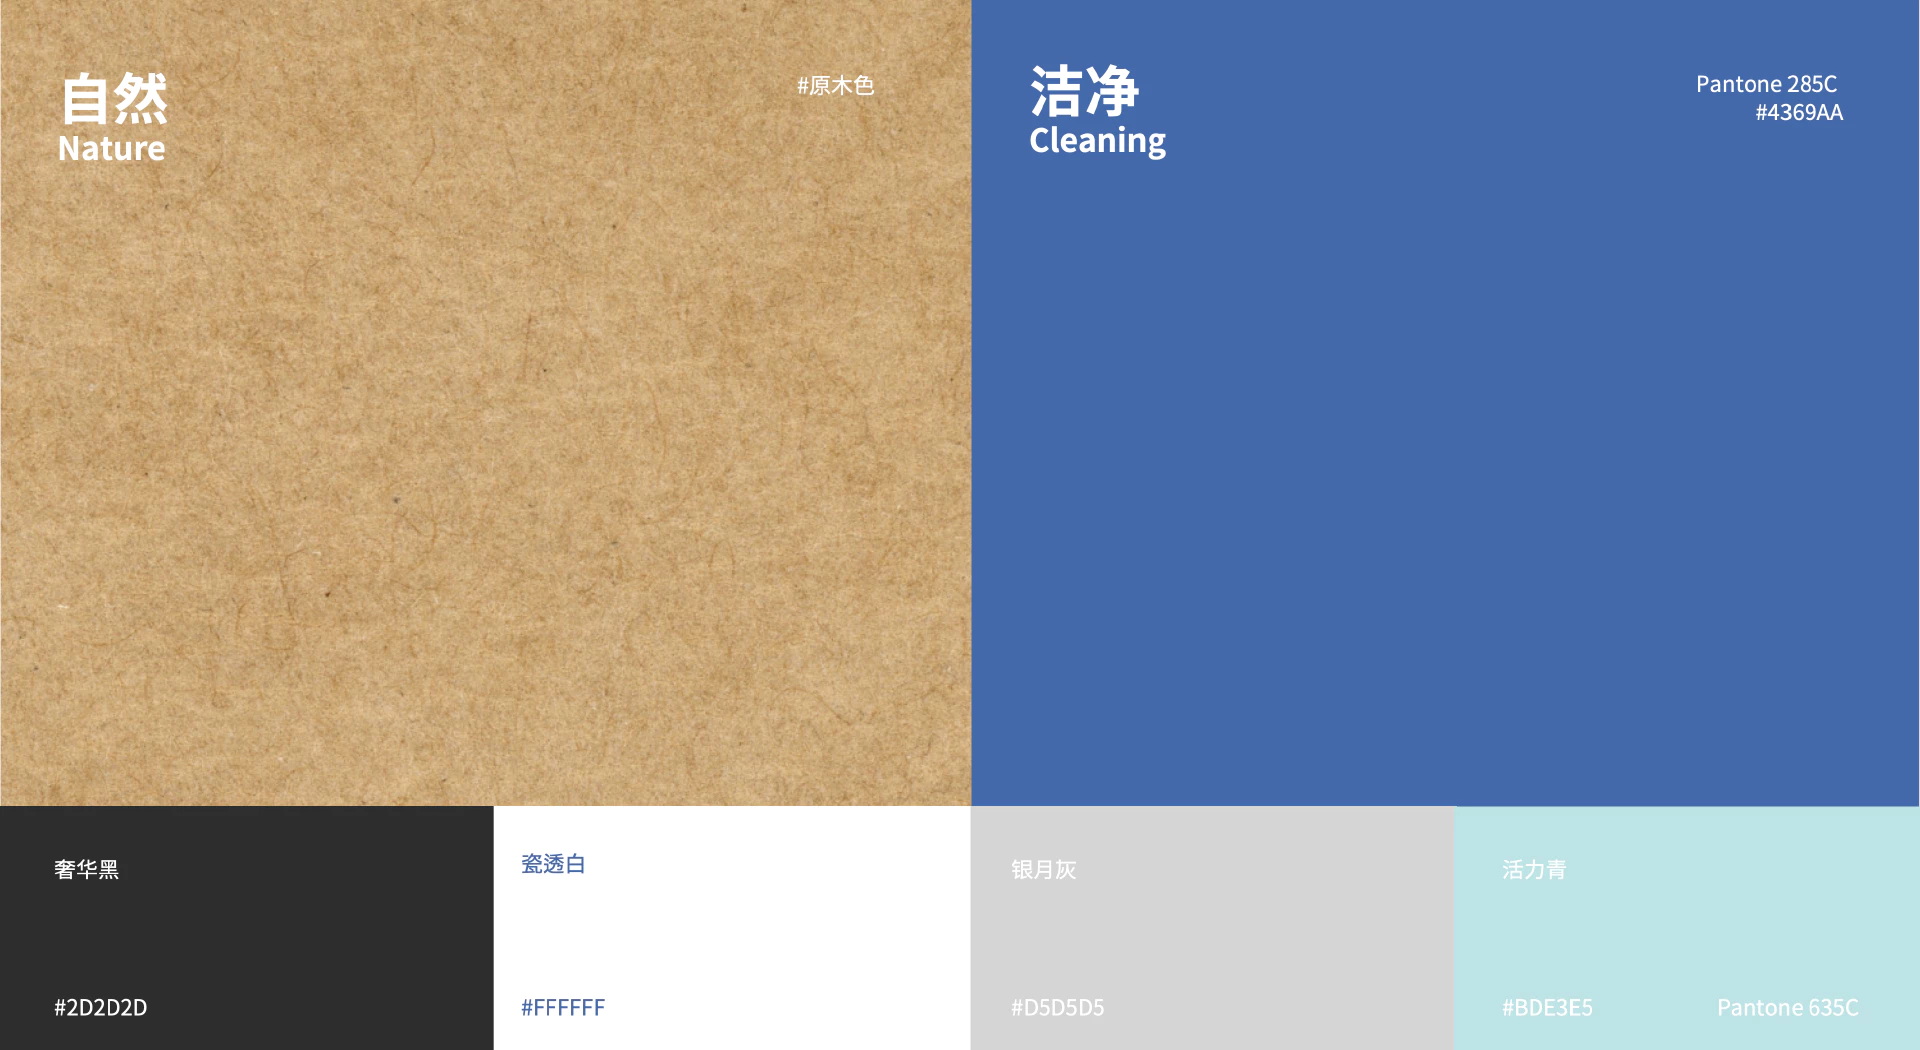 自然
Nature
#原木色
洁净
Cleaning
Pantone 285C
#4369AA
奢华黑
#2D2D2D
瓷透白
#FFFFFF
银月灰
#D5D5D5
活力青
#BDE3E5
Pantone 635C